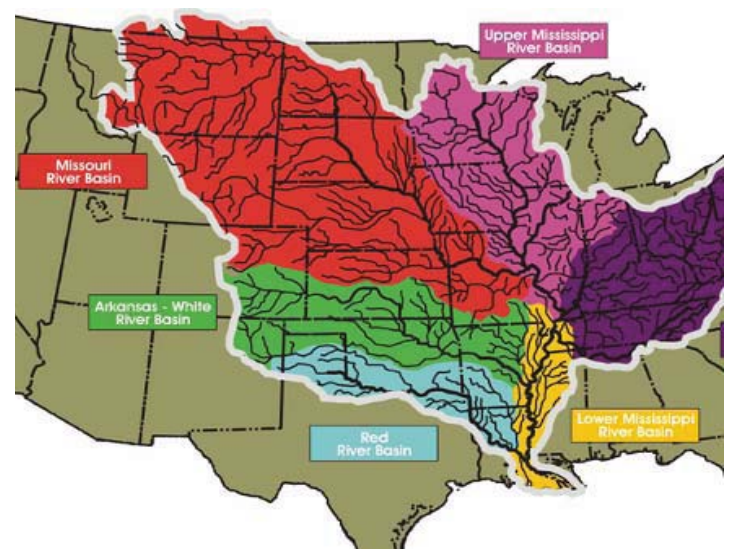 Upper Mississippi
River Basin
Missouri
River Basin
Arkansas - White
River Basin
Lower Mississippi
River Basin
Red
River Basin